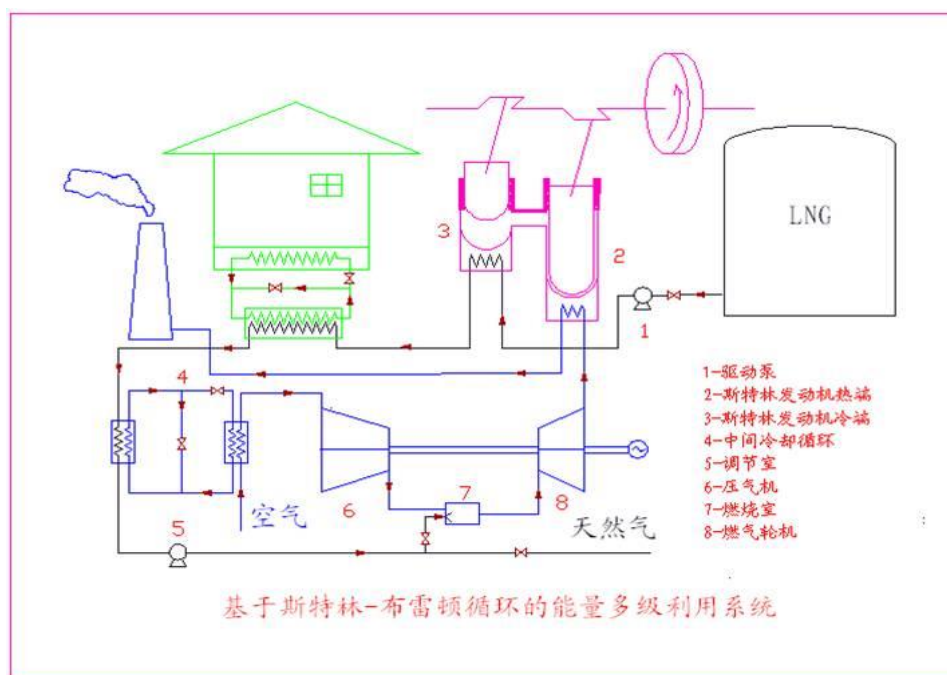 LNG
3
2
1
4
1-驱动泵
2-斯特林发动机热端
3-斯特林发动机冷端
4-中间冷却循环
5-调节室
6-压气机
7-燃烧室
8-燃气轮机
空气
6
7
8
5
天然气
基于斯特林-布雷顿循环的能量多级利用系统